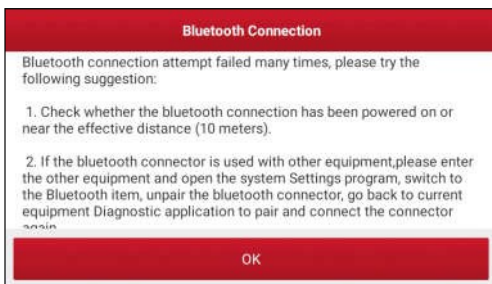 Bluetooth Connection
Bluetooth connection attempt failed many times, please try the
following suggestion:
1. Check whether the bluetooth connection has been powered on or
near the effective distance (10 meters).
2. If the bluetooth connector is used with other equipment,please enter
the other equipment and open the system Settings program, switch to
the Bluetooth item, unpair the bluetooth connector, go back to current
equipment Diagnostic application to pair and connect the connector
again
OK